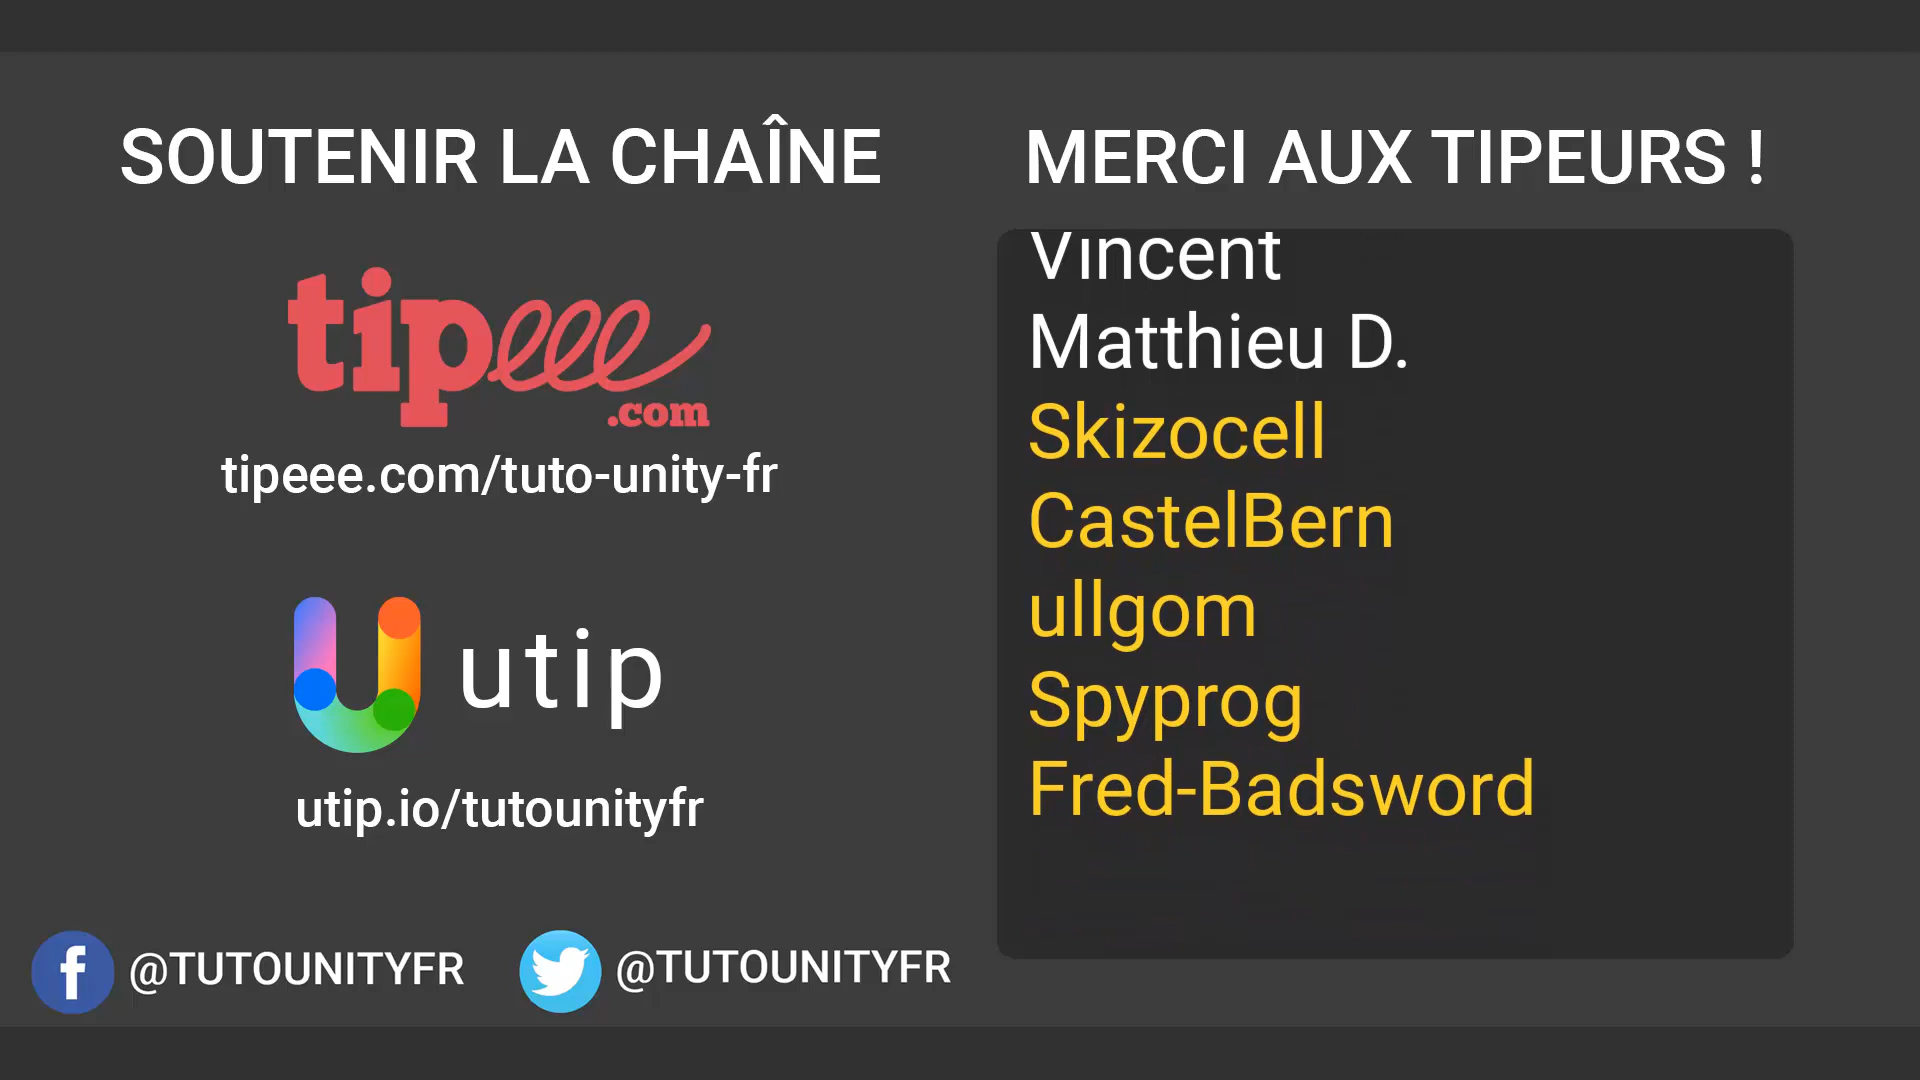 SOUTENIR LA CHAÎNE
tipeee
.com
tipeee.com/tuto-unity-fr
utip
utip.io/tutounityfr
@TUTOUNITYFR
@TUTOUNITYFR
MERCI AUX TIPEURS !
Vincent
Matthieu D.
Skizocell
CastelBern
ullgom
Spyprog
Fred-Badsword